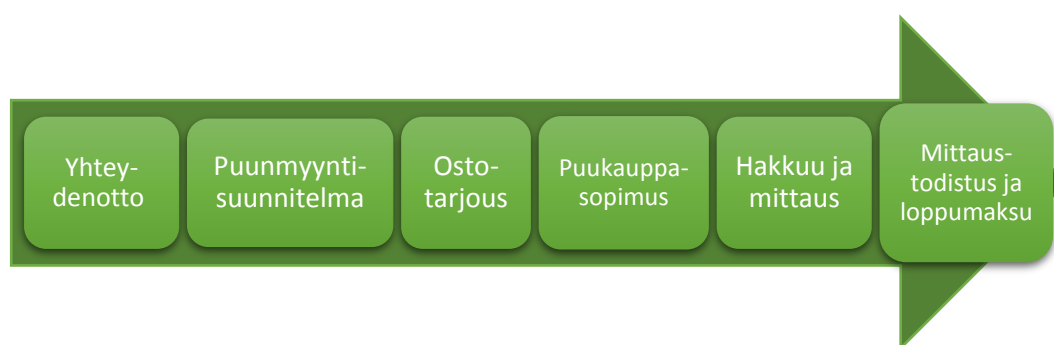 Yhtey-
denotto
Puunmyynti-
suunnitelma
Osto-
tarjous
Puukauppa-
sopimus
Hakkuu ja
mittaus
Mittaus-
todistus ja
loppumaksu